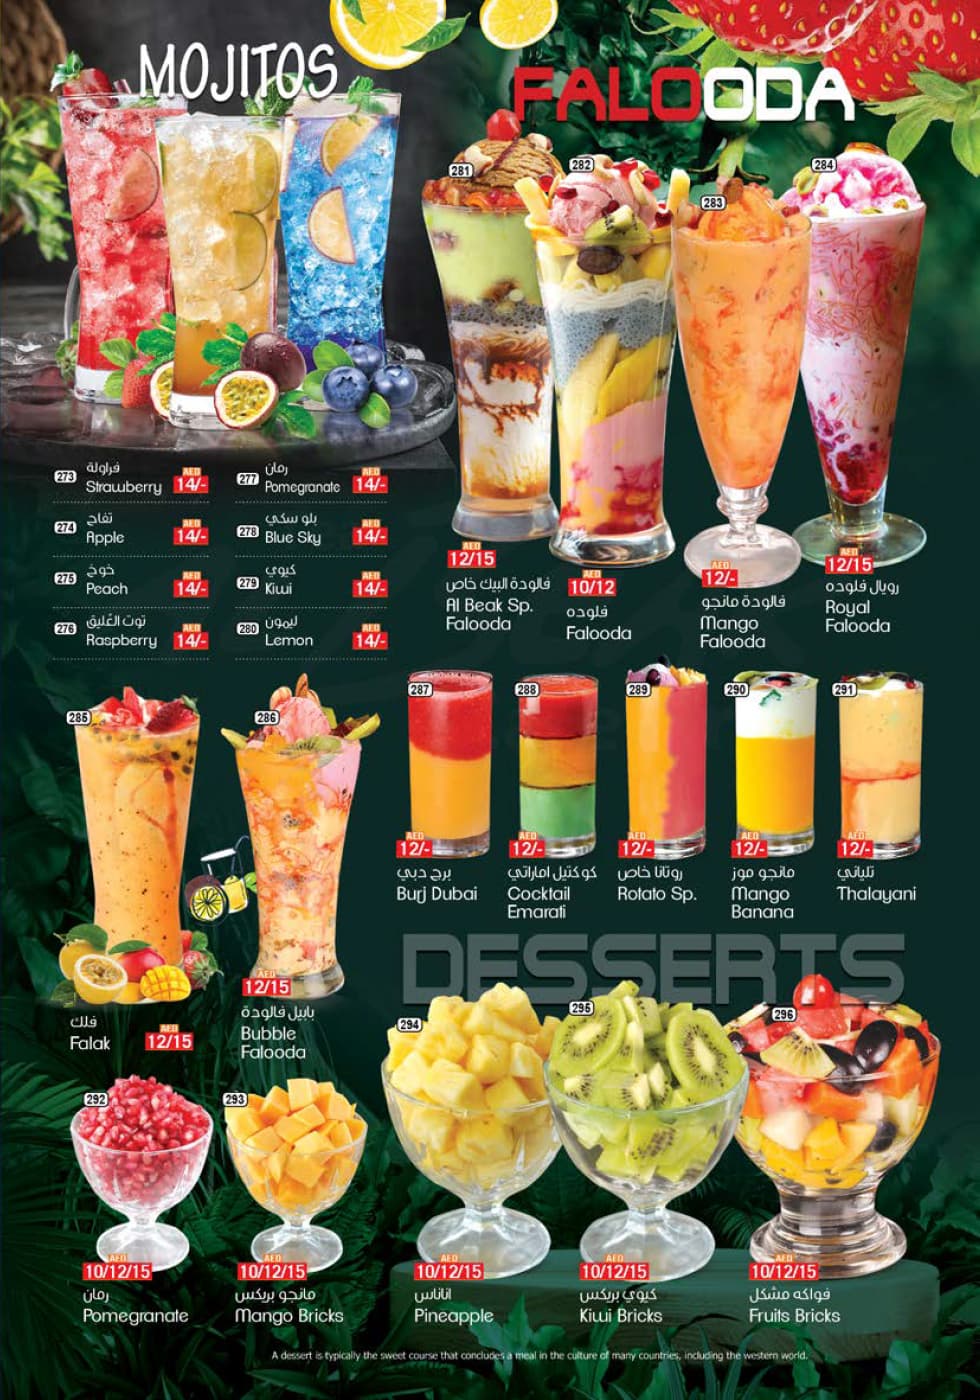 MOJITOS
FALOODA
281
282
283
284
273
فراولة
Strawberry
AED
14/-
277
رمان
Pomegranate
AED
14/-
274
تفاح
Apple
AED
14/-
278
بلو سكي
Blue Sky
AED
14/-
275
خوخ
Peach
AED
14/-
279
كيوي
Kiwi
AED
14/-
276
توت العُليق
Raspberry
AED
14/-
280
ليمون
Lemon
AED
14/-
AED
12/15
فالودة البيك خاص
Al Beak Sp.
Falooda
AED
10/12
فلوده
Falooda
AED
12/-
فالودة مانجو
Mango
Falooda
AED
12/15
رويال فلوده
Royal
Falooda
285
286
287
288
289
290
291
AED
12/-
برج دبي
Burj Dubai
AED
12/-
كوكتيل اماراتي
Cocktail
Emarati
AED
12/-
روتانا خاص
Rotato Sp.
AED
12/-
مانجو موز
Mango
Banana
AED
12/-
تلياني
Thalayani
فلك
Falak
AED
12/15
AED
12/15
بابيل فالودة
Bubble
Falooda
DESSERTS
292
293
294
295
296
AED
10/12/15
رمان
Pomegranate
AED
10/12/15
مانجو بريكس
Mango Bricks
AED
10/12/15
اناناس
Pineapple
AED
10/12/15
كيوي بريكس
Kiwi Bricks
AED
10/12/15
فواكه مشكل
Fruits Bricks
A dessert is typically the sweet course that concludes a meal in the culture of many countries, including the western world.